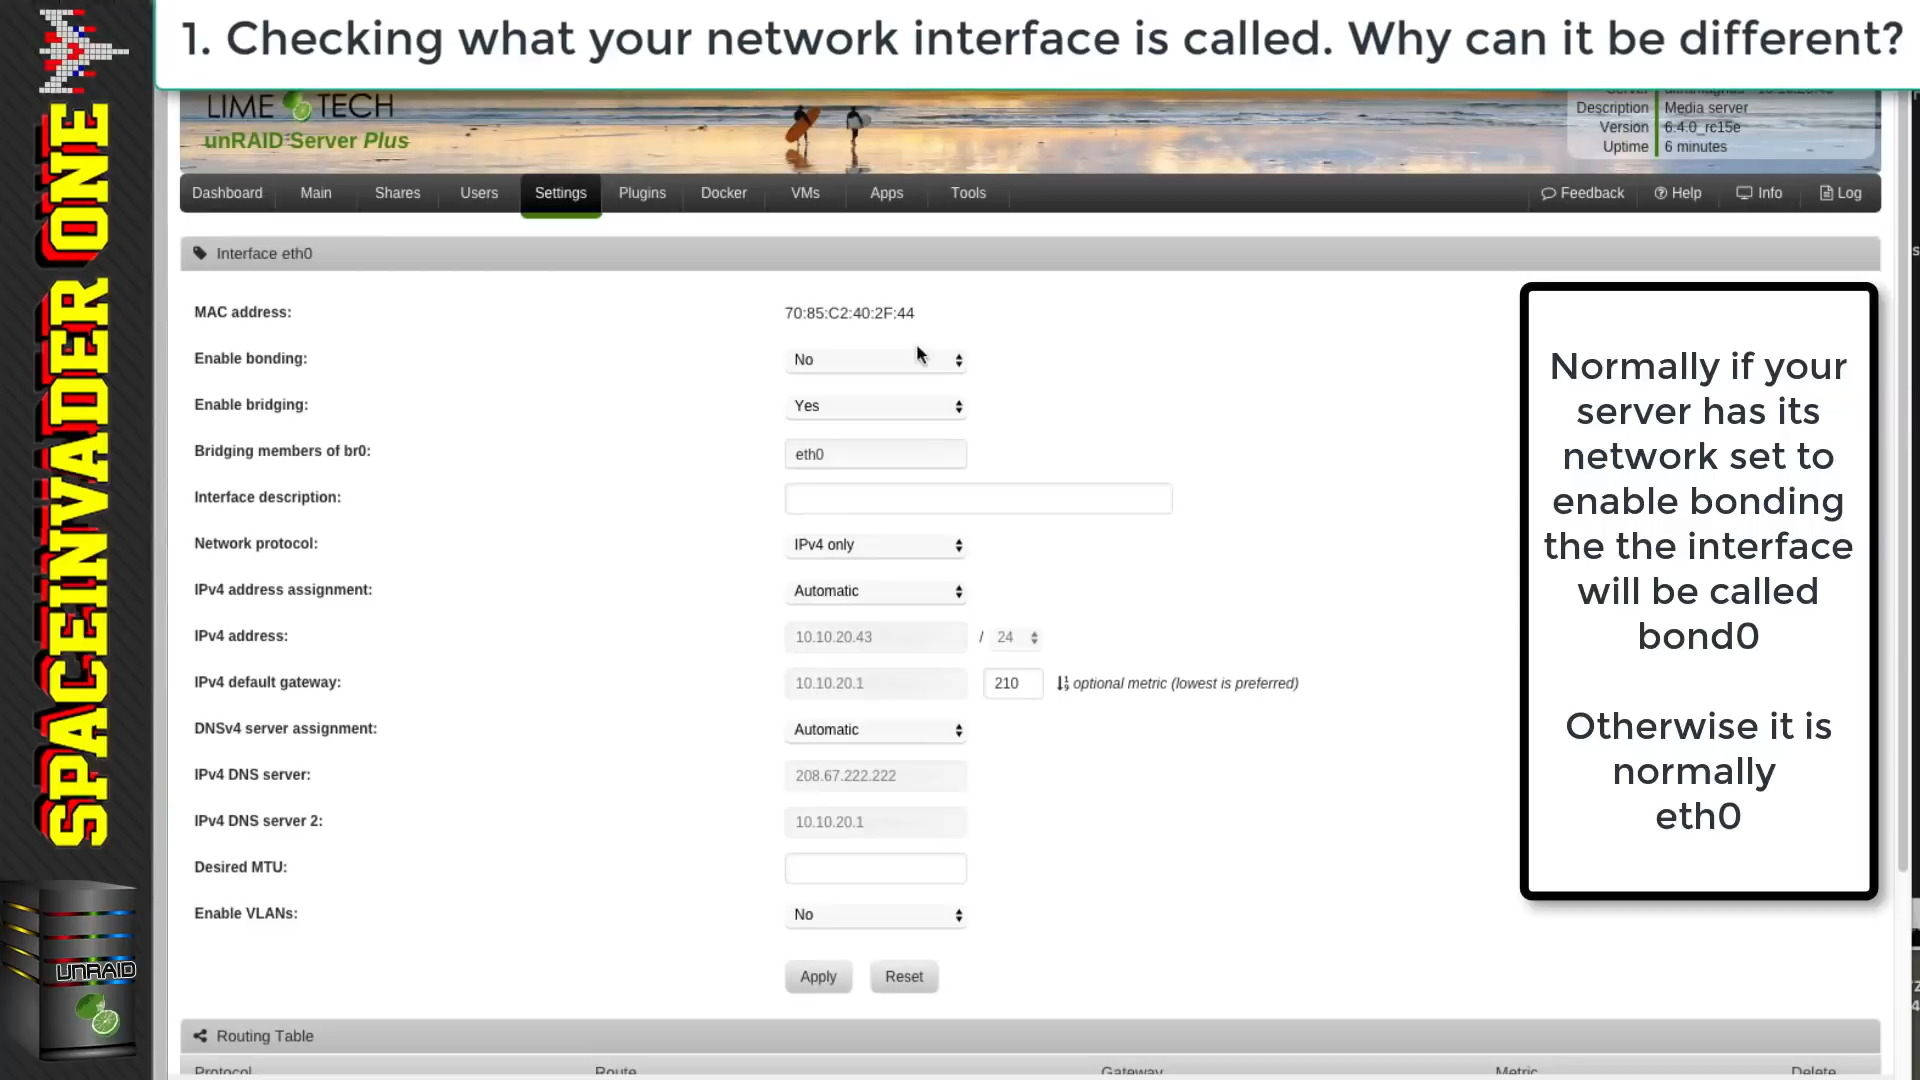 1. Checking what your network interface is called. Why can it be different?
SPACEINVADER ONE
LIME TECH
unRAID Server Plus
Description Media server
Version 6.4.0_rc15e
Uptime 6 minutes
Dashboard Main Shares Users Settings Plugins Docker VMs Apps Tools Feedback Help Info Log
Interface eth0
MAC address: 70:85:C2:40:2F:44
Enable bonding: No
Enable bridging: Yes
Bridging members of br0: eth0
Interface description:
Network protocol: IPv4 only
IPv4 address assignment: Automatic
IPv4 address: 10.10.20.43 / 24
IPv4 default gateway: 10.10.20.1 210 optional metric (lowest is preferred)
DNSv4 server assignment: Automatic
IPv4 DNS server: 208.67.222.222
IPv4 DNS server 2: 10.10.20.1
Desired MTU:
Enable VLANs: No
Apply Reset
Routing Table
Protocol Route Gateway Metric Delete
Normally if your
server has its
network set to
enable bonding
the the interface
will be called
bond0
Otherwise it is
normally
eth0
UNRAID